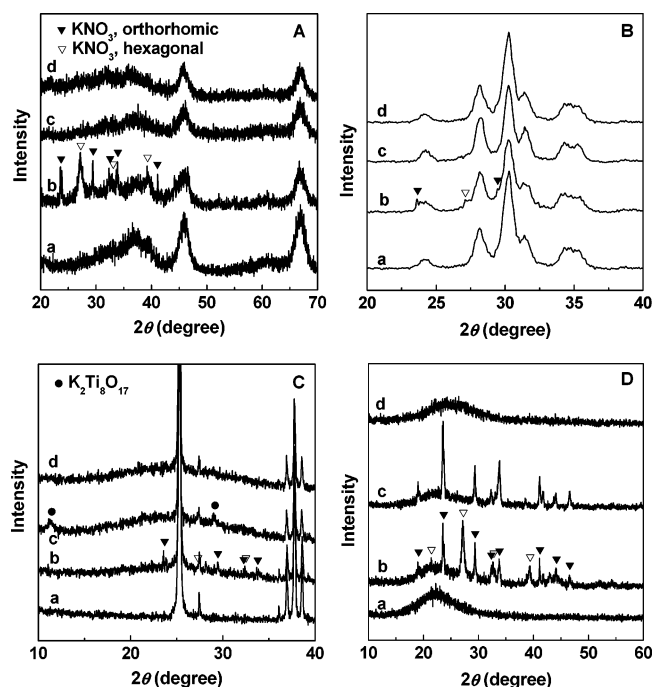 ▼ KNO3, orthorhomic
▽ KNO3, hexagonal
A
d
c
b
a
Intensity
20 30 40 50 60 70
2θ (degree)
B
d
c
b
a
Intensity
20 25 30 35 40
2θ (degree)
● K2Ti8O17
C
d
c
b
a
Intensity
10 20 30 40
2θ (degree)
D
d
c
b
a
Intensity
10 20 30 40 50 60
2θ (degree)